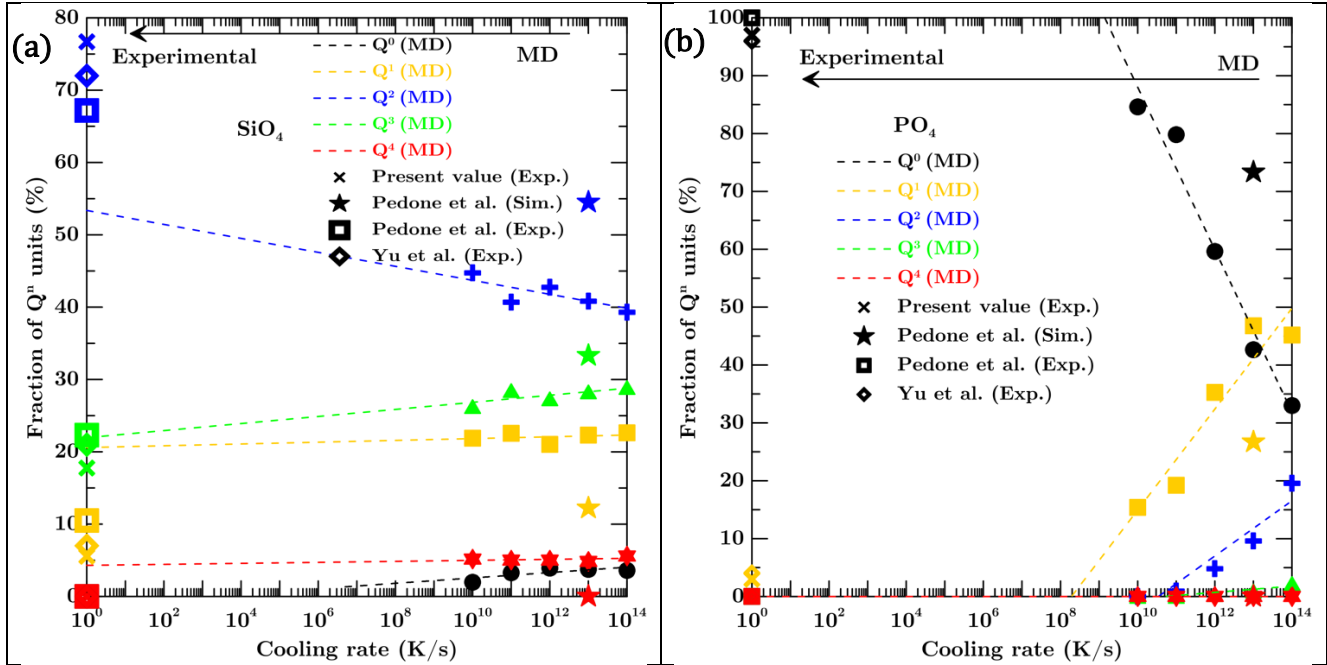 (a)
Experimental
MD
SiO₄
Q⁰ (MD)
Q¹ (MD)
Q² (MD)
Q³ (MD)
Q⁴ (MD)
Present value (Exp.)
Pedone et al. (Sim.)
Pedone et al. (Exp.)
Yu et al. (Exp.)
Fraction of Qⁿ units (%)
80
70
60
50
40
30
20
10
0
10⁰ 10² 10⁴ 10⁶ 10⁸ 10¹⁰ 10¹² 10¹⁴
Cooling rate (K/s)
(b)
Experimental
MD
PO₄
Q⁰ (MD)
Q¹ (MD)
Q² (MD)
Q³ (MD)
Q⁴ (MD)
Present value (Exp.)
Pedone et al. (Sim.)
Pedone et al. (Exp.)
Yu et al. (Exp.)
Fraction of Qⁿ units (%)
100
90
80
70
60
50
40
30
20
10
0
10⁰ 10² 10⁴ 10⁶ 10⁸ 10¹⁰ 10¹² 10¹⁴
Cooling rate (K/s)